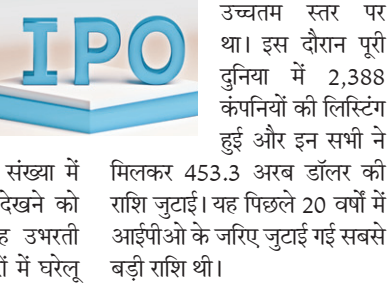 IPO
संख्या में
देखने को
उभरती
में घरेलू
उच्चतम स्तर पर
था। इस दौरान पूरी
दुनिया में 2,388
कंपनियों की लिस्टिंग
हुई और इन सभी ने
मिलकर 453.3 अरब डॉलर की
राशि जुटाई। यह पिछले 20 वर्षों में
आईपीओ के जरिए जुटाई गई सबसे
बड़ी राशि थी।